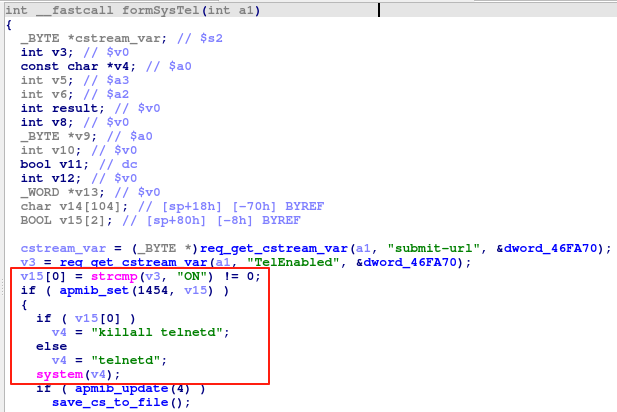 int __fastcall formSysTel(int a1)
{
_BYTE *cstream_var; // $s2
int v3; // $v0
const char *v4; // $a0
int v5; // $a3
int v6; // $a2
int result; // $v0
int v8; // $v0
_BYTE *v9; // $a0
int v10; // $v0
bool v11; // dc
int v12; // $v0
_WORD *v13; // $v0
char v14[104]; // [sp+18h] [-70h] BYREF
BOOL v15[2]; // [sp+80h] [-8h] BYREF
cstream_var = (_BYTE *)req_get_cstream_var(a1, "submit-url", &dword_46FA70);
v3 = req_get_cstream_var(a1, "TelEnabled", &dword_46FA70);
v15[0] = strcmp(v3, "ON") != 0;
if ( apmib_set(1454, v15) )
{
if ( v15[0] )
v4 = "killall telnetd";
else
v4 = "telnetd";
system(v4);
if ( apmib_update(4) )
save_cs_to_file();